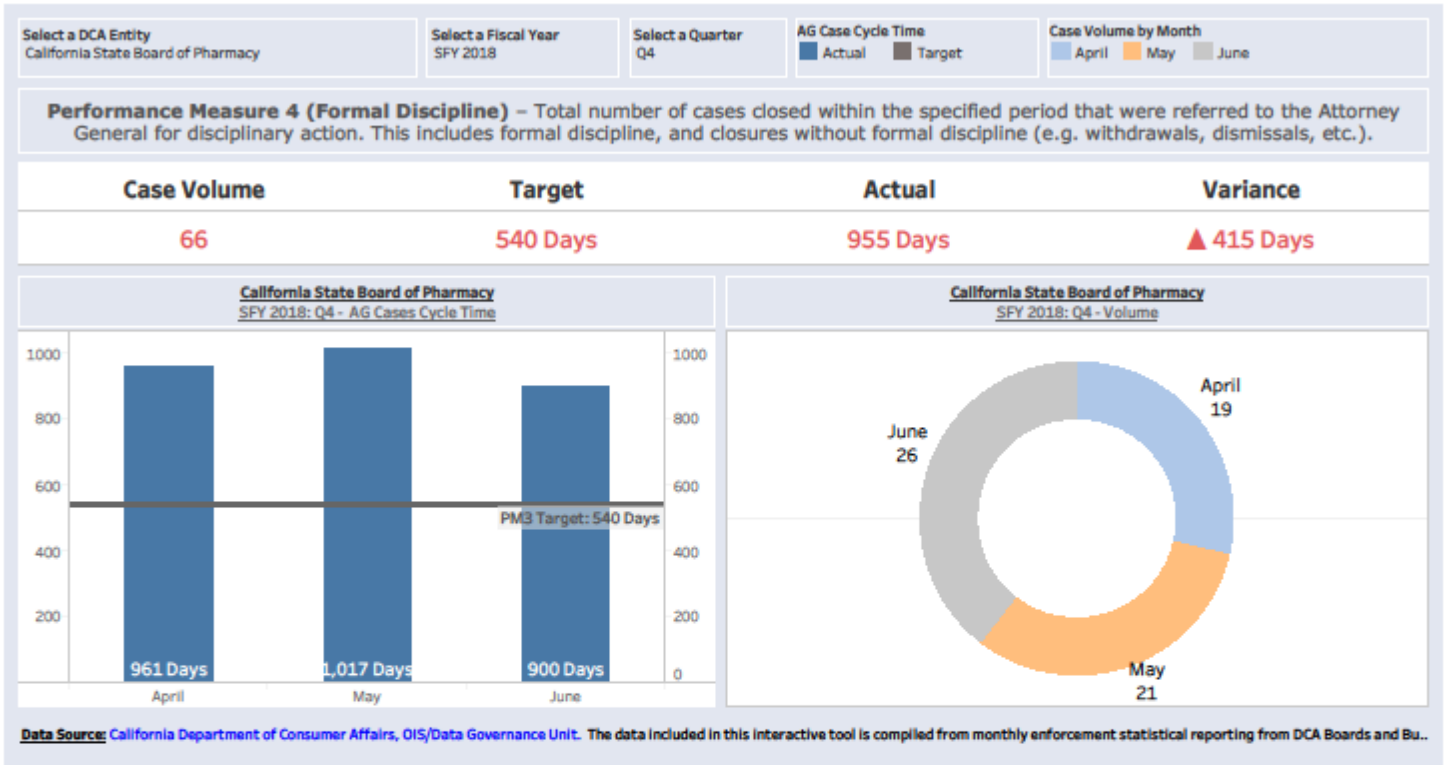 Select a DCA Entity
California State Board of Pharmacy
Select a Fiscal Year
SFY 2018
Select a Quarter
Q4
AG Case Cycle Time
Actual Target
Case Volume by Month
April May June
Performance Measure 4 (Formal Discipline) – Total number of cases closed within the specified period that were referred to the Attorney
General for disciplinary action. This includes formal discipline, and closures without formal discipline (e.g. withdrawals, dismissals, etc.).
Case Volume Target Actual Variance
66 540 Days 955 Days ▲ 415 Days
California State Board of Pharmacy
SFY 2018: Q4 - AG Cases Cycle Time
1000 1000
800 800
600 600
PM3 Target: 540 Days
400 400
200 200
961 Days 1,017 Days 900 Days 0
April May June
California State Board of Pharmacy
SFY 2018: Q4 - Volume
April
19
June
26
May
21
Data Source: California Department of Consumer Affairs, OIS/Data Governance Unit. The data included in this interactive tool is compiled from monthly enforcement statistical reporting from DCA Boards and Bu..